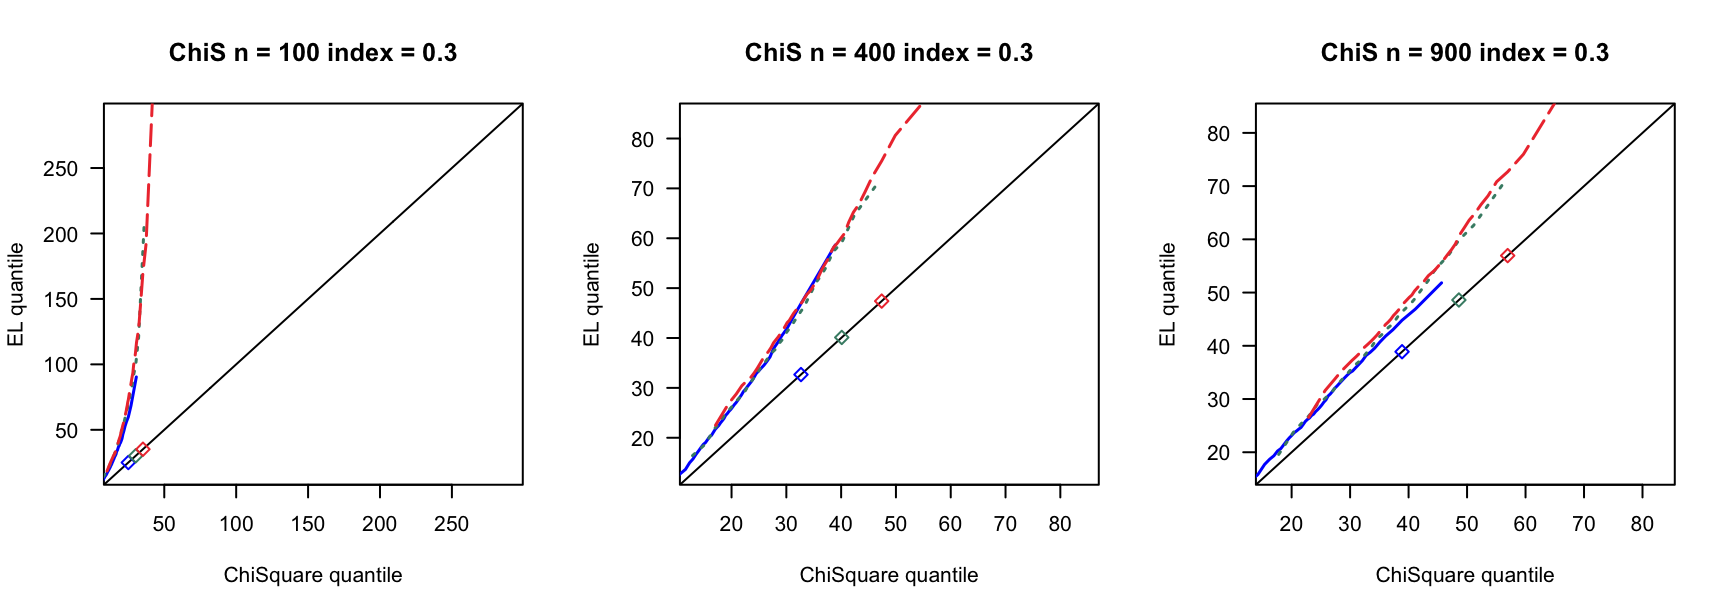 ChiS n = 100 index = 0.3
EL quantile
250
200
150
100
50
50 100 150 200 250
ChiSquare quantile
ChiS n = 400 index = 0.3
EL quantile
80
70
60
50
40
30
20
20 30 40 50 60 70 80
ChiSquare quantile
ChiS n = 900 index = 0.3
EL quantile
80
70
60
50
40
30
20
20 30 40 50 60 70 80
ChiSquare quantile